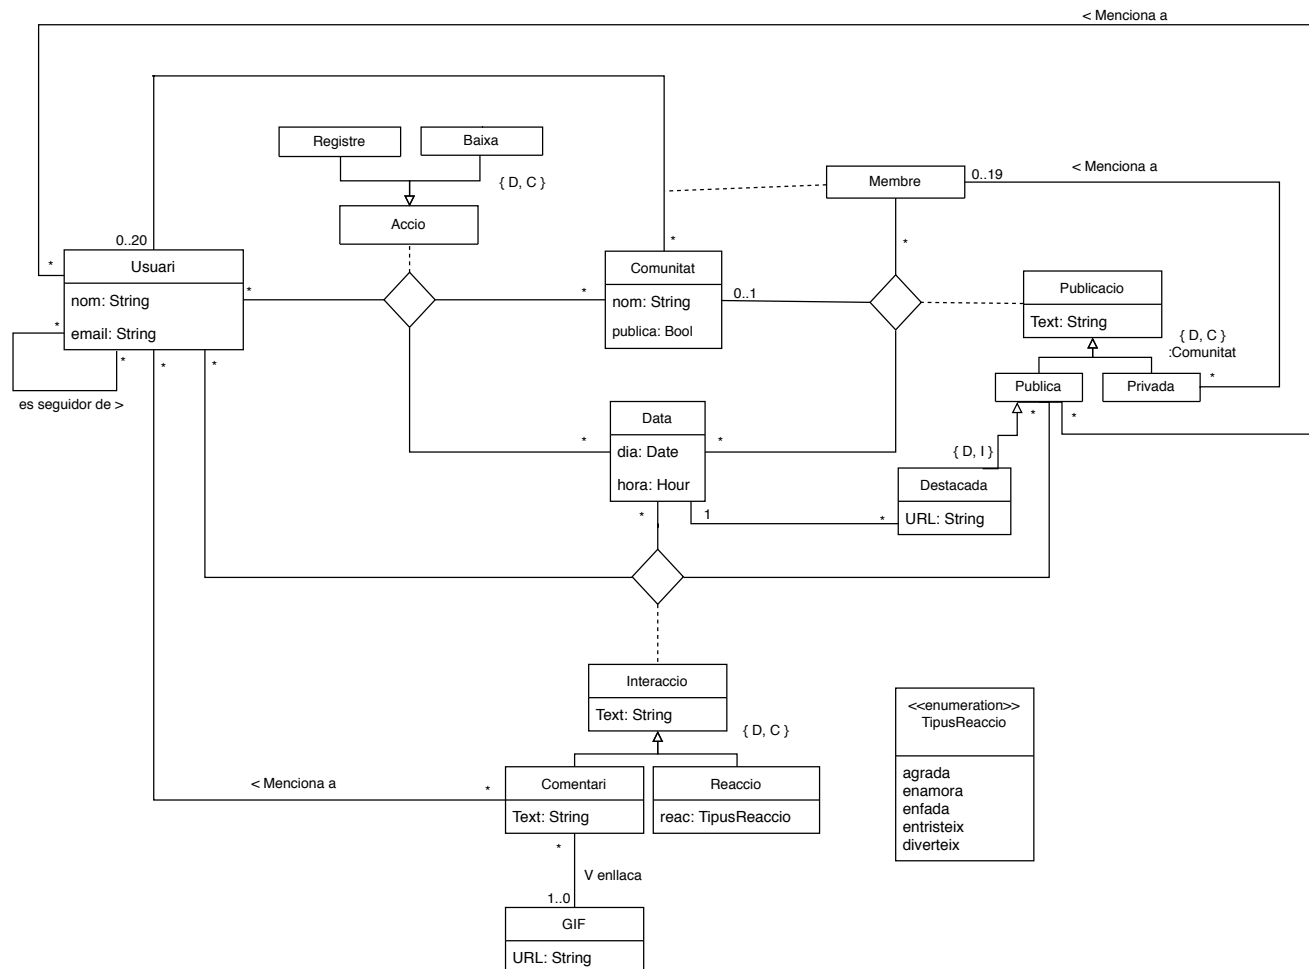 < Menciona a
Registre
Baixa
{ D, C }
Membre
0..19
< Menciona a
Accio
0..20
*
*
Usuari
nom: String
email: String
*
*
*
*
*
*
es seguidor de >
Comunitat
nom: String
publica: Bool
*
0..1
*
Publicacio
Text: String
{ D, C }
:Comunitat
Publica
Privada
*
*
*
Data
dia: Date
hora: Hour
*
*
*
1
{ D, I }
Destacada
URL: String
*
Interaccio
Text: String
{ D, C }
<<enumeration>>
TipusReaccio
agrada
enamora
enfada
entristeix
diverteix
< Menciona a
*
Comentari
Text: String
Reaccio
reac: TipusReaccio
*
V enllaca
1..0
GIF
URL: String